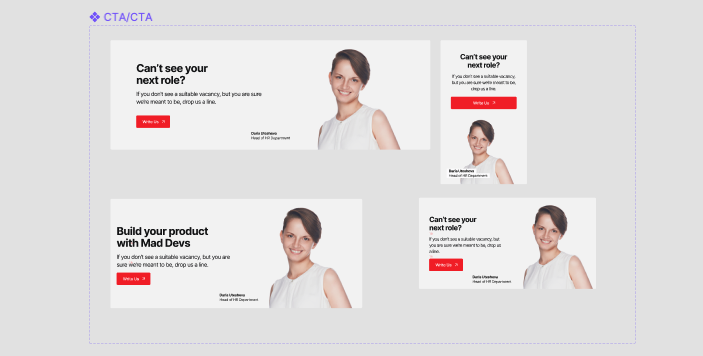 CTA/CTA
Can't see your
next role?
If you don't see a suitable vacancy, but you are sure
we're meant to be, drop us a line.
Write Us
Daria Utesheva
Head of HR Department
Can't see your
next role?
If you don't see a suitable vacancy,
but you are sure we're meant to be,
drop us a line.
Write Us
Daria Utesheva
Head of HR Department
Build your product
with Mad Devs
If you don't see a suitable vacancy, but you are
sure we're meant to be, drop us a line.
Write Us
Daria Utesheva
Head of HR Department
Can't see your
next role?
If you don't see a suitable vacancy, but
you are sure we're meant to be, drop us a
line.
Write Us
Daria Utesheva
Head of HR Department